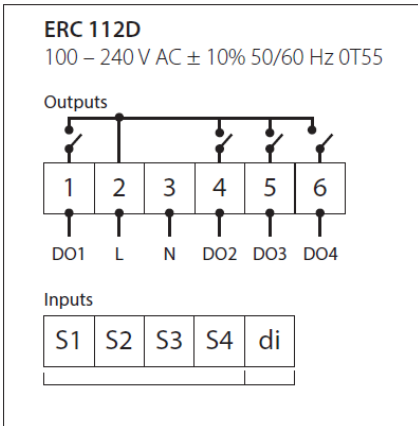 ERC 112D
100 – 240 V AC ± 10% 50/60 Hz 0T55
Outputs
1 2 3 4 5 6
DO1 L N DO2 DO3 DO4
Inputs
S1 S2 S3 S4 di